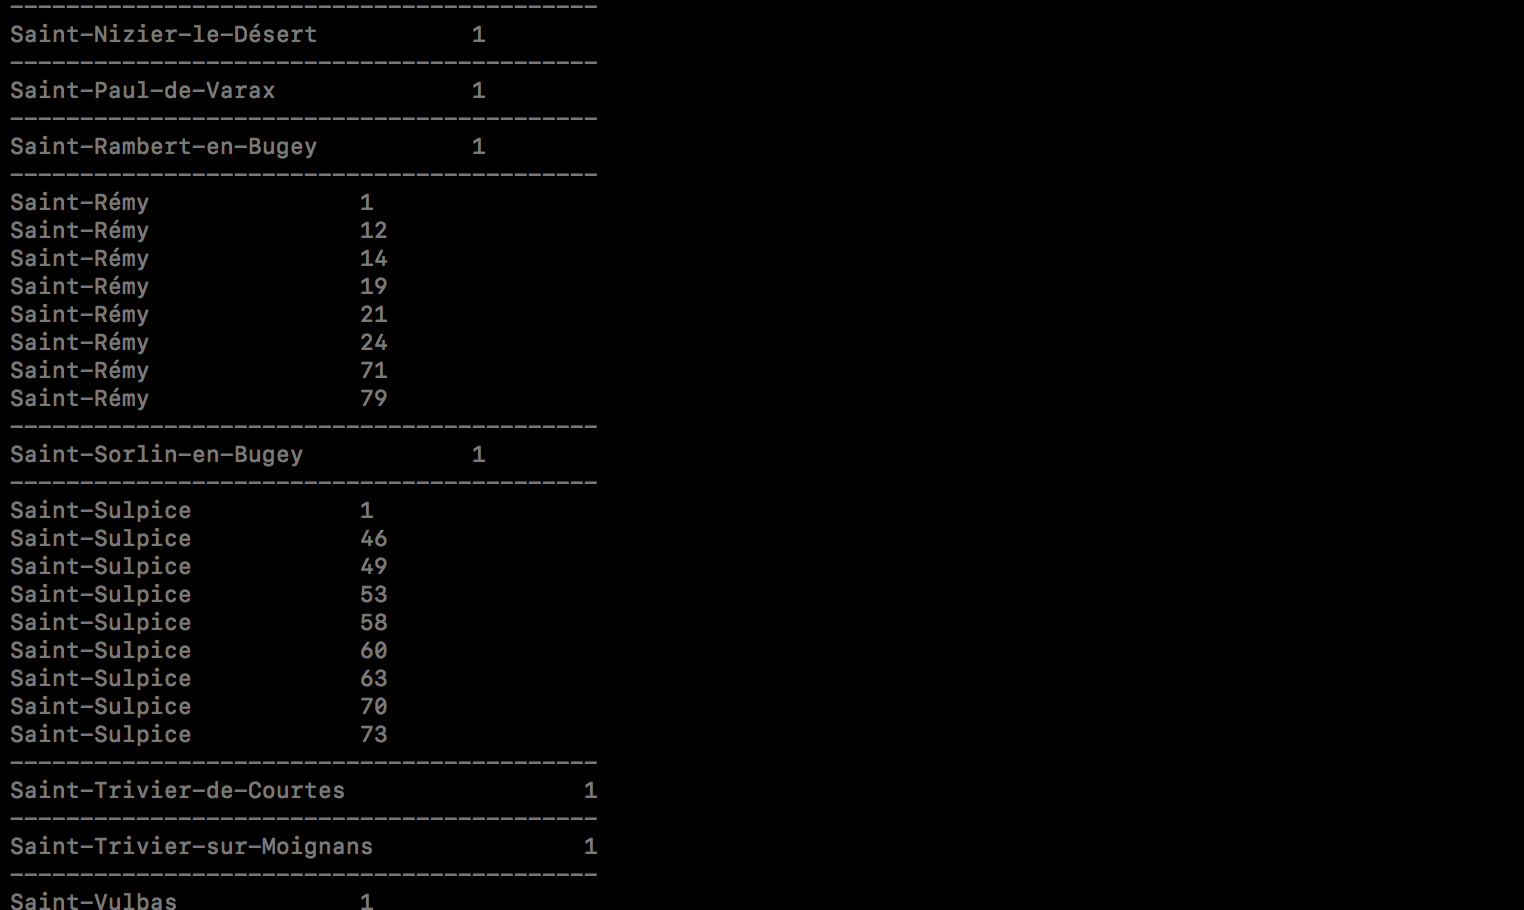 ------------------------------------------
Saint-Nizier-le-Désert 1
------------------------------------------
Saint-Paul-de-Varax 1
------------------------------------------
Saint-Rambert-en-Bugey 1
------------------------------------------
Saint-Rémy 1
Saint-Rémy 12
Saint-Rémy 14
Saint-Rémy 19
Saint-Rémy 21
Saint-Rémy 24
Saint-Rémy 71
Saint-Rémy 79
------------------------------------------
Saint-Sorlin-en-Bugey 1
------------------------------------------
Saint-Sulpice 1
Saint-Sulpice 46
Saint-Sulpice 49
Saint-Sulpice 53
Saint-Sulpice 58
Saint-Sulpice 60
Saint-Sulpice 63
Saint-Sulpice 70
Saint-Sulpice 73
------------------------------------------
Saint-Trivier-de-Courtes 1
------------------------------------------
Saint-Trivier-sur-Moignans 1
------------------------------------------
Saint-Vulbas 1